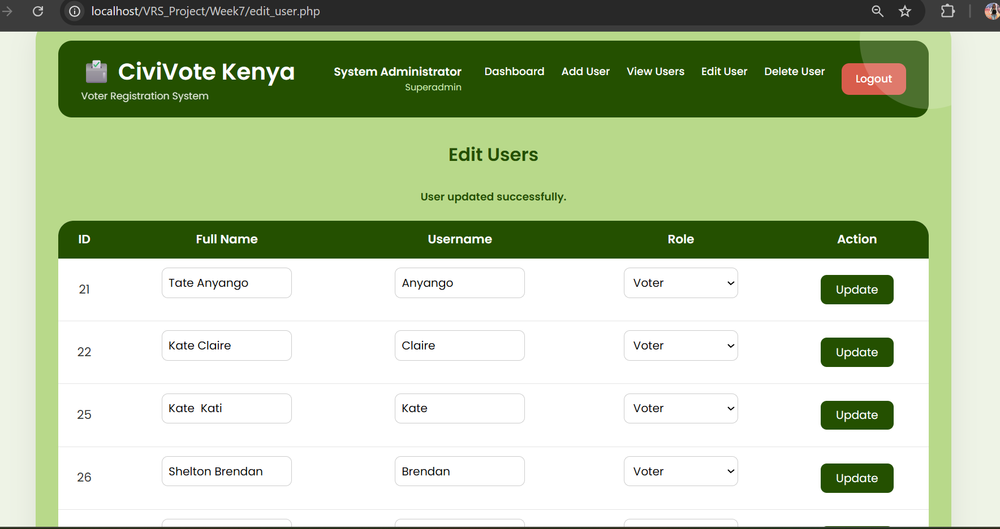 localhost/VRS_Project/Week7/edit_user.php
CiviVote Kenya
Voter Registration System
System Administrator
Superadmin
Dashboard
Add User
View Users
Edit User
Delete User
Logout
Edit Users
User updated successfully.
ID Full Name Username Role Action
21 Tate Anyango Anyango Voter Update
22 Kate Claire Claire Voter Update
25 Kate  Kati Kate Voter Update
26 Shelton Brendan Brendan Voter Update